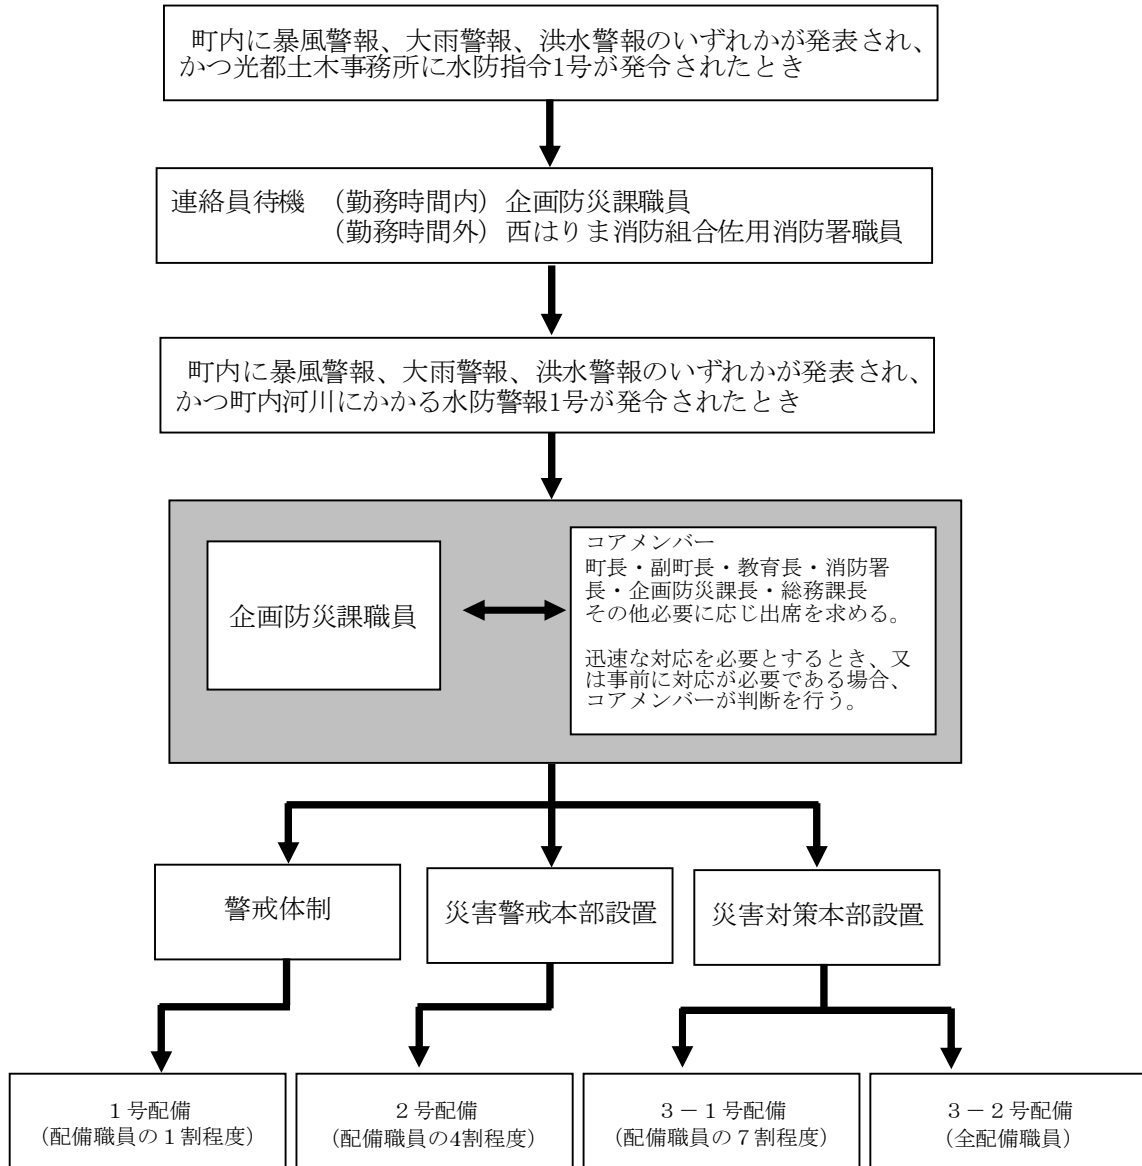 町内に暴風警報、大雨警報、洪水警報のいずれかが発表され、
かつ光都土木事務所に水防指令1号が発令されたとき
連絡員待機 （勤務時間内）企画防災課職員
（勤務時間外）西はりま消防組合佐用消防署職員
町内に暴風警報、大雨警報、洪水警報のいずれかが発表され、
かつ町内河川にかかる水防警報1号が発令されたとき
企画防災課職員
コアメンバー
町長・副町長・教育長・消防署
長・企画防災課長・総務課長
その他必要に応じ出席を求める。
迅速な対応を必要とするとき、又
は事前に対応が必要である場合、
コアメンバーが判断を行う。
警戒体制
災害警戒本部設置
災害対策本部設置
１号配備
（配備職員の１割程度）
２号配備
（配備職員の4割程度）
３－１号配備
（配備職員の７割程度）
３－２号配備
（全配備職員）